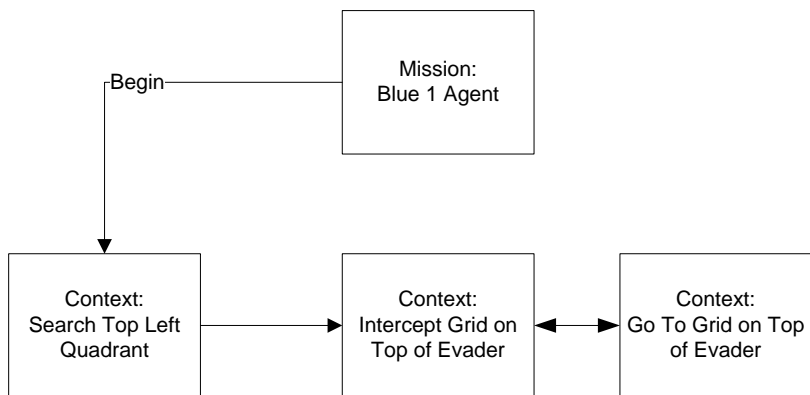 Mission:
Blue 1 Agent
Begin
Context:
Search Top Left
Quadrant
Context:
Intercept Grid on
Top of Evader
Context:
Go To Grid on Top
of Evader